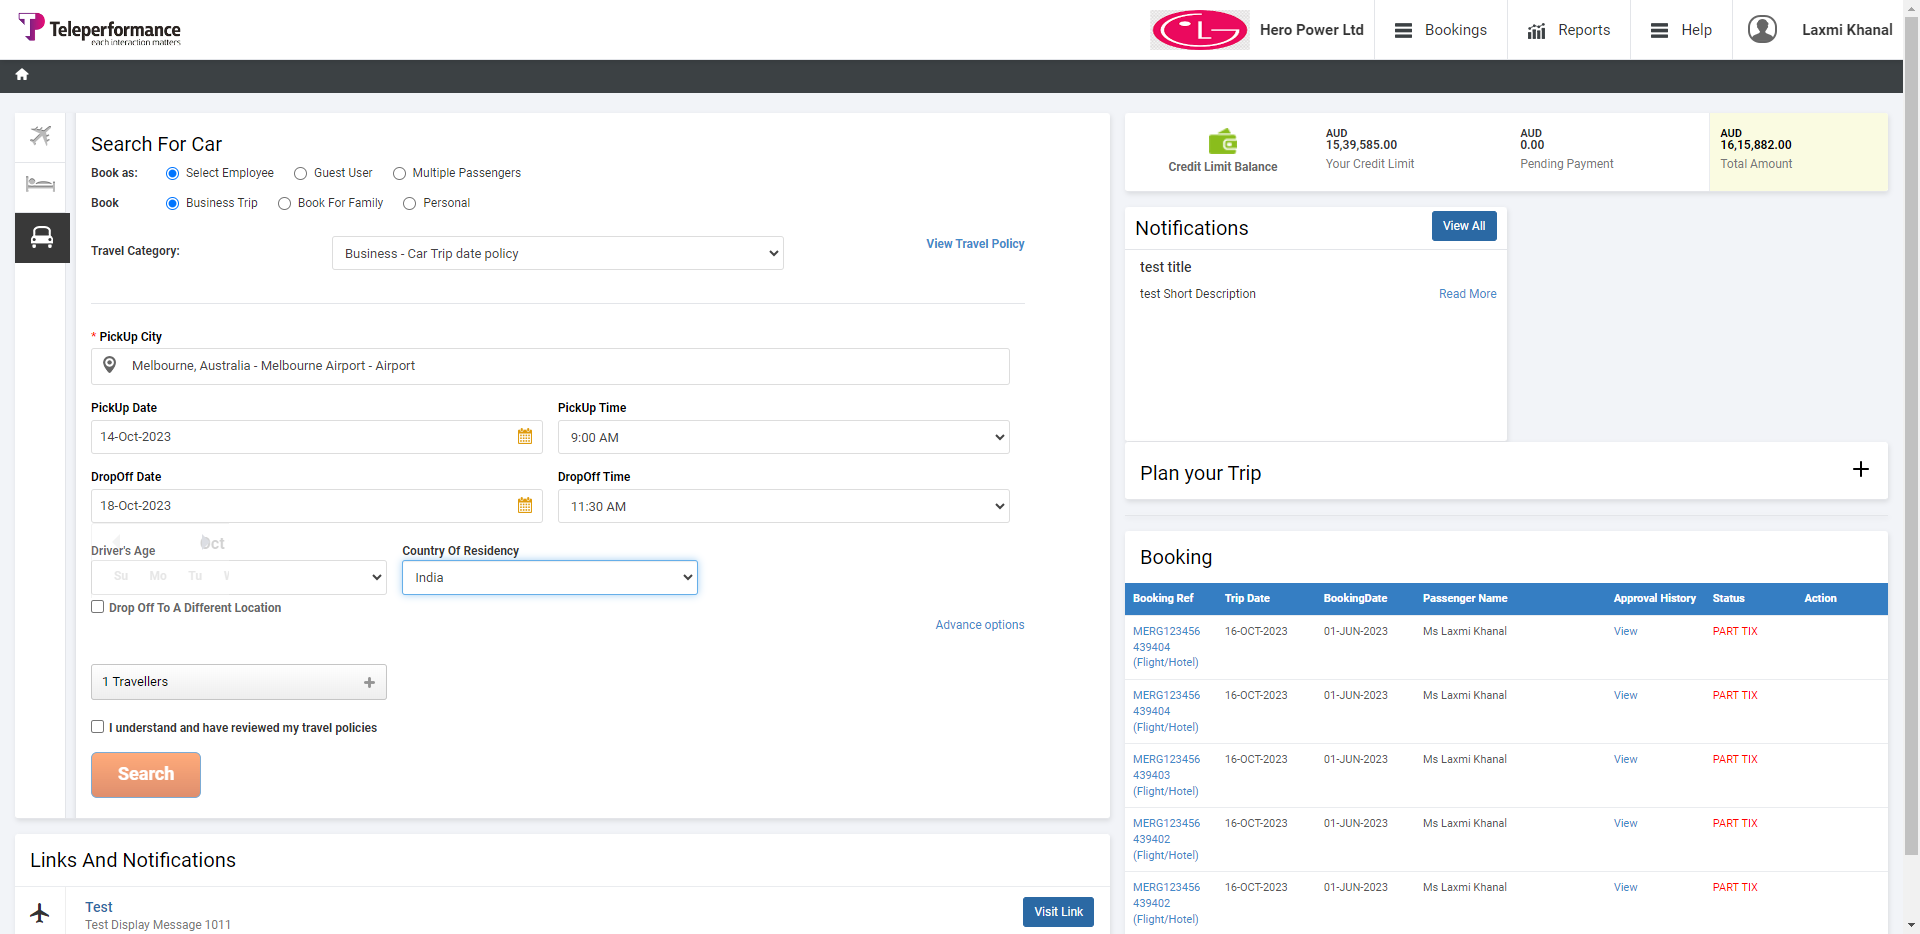 Teleperformance
each interaction matters
Hero Power Ltd
Bookings
Reports
Help
Laxmi Khanal
Search For Car
Book as: Select Employee Guest User Multiple Passengers
Book Business Trip Book For Family Personal
Travel Category: Business - Car Trip date policy View Travel Policy
* PickUp City
Melbourne, Australia - Melbourne Airport - Airport
PickUp Date PickUp Time
14-Oct-2023 9:00 AM
DropOff Date DropOff Time
18-Oct-2023 11:30 AM
Oct
Driver's Age Country Of Residency
Su Mo Tu
India
Drop Off To A Different Location
Advance options
1 Travellers
I understand and have reviewed my travel policies
Search
Links And Notifications
Test
Test Display Message 1011
Visit Link
Credit Limit Balance
AUD
15,39,585.00
Your Credit Limit
AUD
0.00
Pending Payment
AUD
16,15,882.00
Total Amount
Notifications View All
test title
test Short Description Read More
Plan your Trip
Booking
Booking Ref Trip Date BookingDate Passenger Name Approval History Status Action
MERG123456 16-OCT-2023 01-JUN-2023 Ms Laxmi Khanal View PART TIX
439404
(Flight/Hotel)
MERG123456 16-OCT-2023 01-JUN-2023 Ms Laxmi Khanal View PART TIX
439404
(Flight/Hotel)
MERG123456 16-OCT-2023 01-JUN-2023 Ms Laxmi Khanal View PART TIX
439403
(Flight/Hotel)
MERG123456 16-OCT-2023 01-JUN-2023 Ms Laxmi Khanal View PART TIX
439402
(Flight/Hotel)
MERG123456 16-OCT-2023 01-JUN-2023 Ms Laxmi Khanal View PART TIX
439402
(Flight/Hotel)